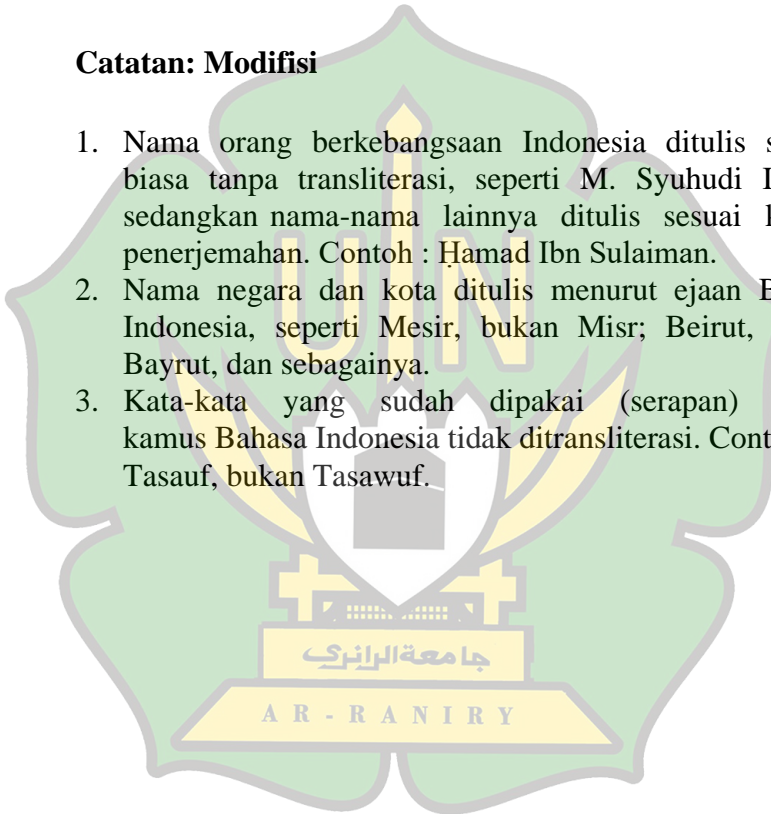 Catatan: Modifisi
1. Nama orang berkebangsaan Indonesia ditulis
biasa tanpa transliterasi, seperti M. Syuhudi
sedangkan nama-nama lainnya ditulis sesuai
penerjemahan. Contoh : Ḥamad Ibn Sulaiman.
2. Nama negara dan kota ditulis menurut ejaan
Indonesia, seperti Mesir, bukan Misr; Beirut,
Bayrut, dan sebagainya.
3. Kata-kata yang sudah dipakai (serapan)
kamus Bahasa Indonesia tidak ditransliterasi.
Tasauf, bukan Tasawuf.
UIN
جامعة الرانري
AR-RANIRY